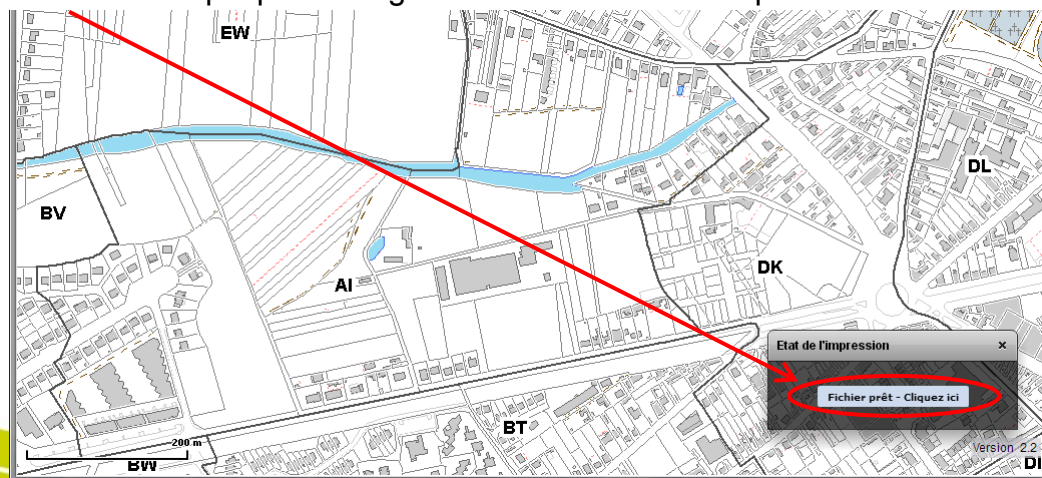 EW
DL
BV
DK
AI
Etat de l'impression ×
Fichier prêt - Cliquez ici
BT
200 m
Version 2.2
BW